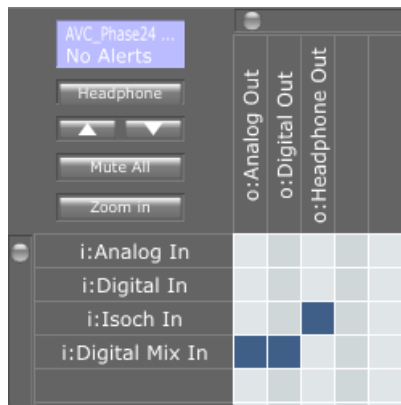 AVC_Phase24 ...
No Alerts
Headphone
Mute All
Zoom in
o:Analog Out
o:Digital Out
o:Headphone Out
i:Analog In
i:Digital In
i:Isoch In
i:Digital Mix In